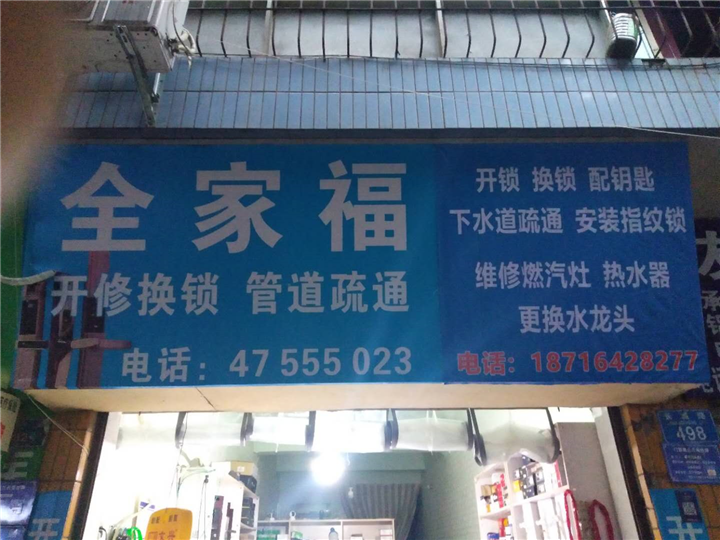 全家福
开修换锁 管道疏通
电话：47 555 023
开锁 换锁 配钥匙
下水道疏通 安装指纹锁
维修燃汽灶 热水器
更换水龙头
电话：18716428277
498
开